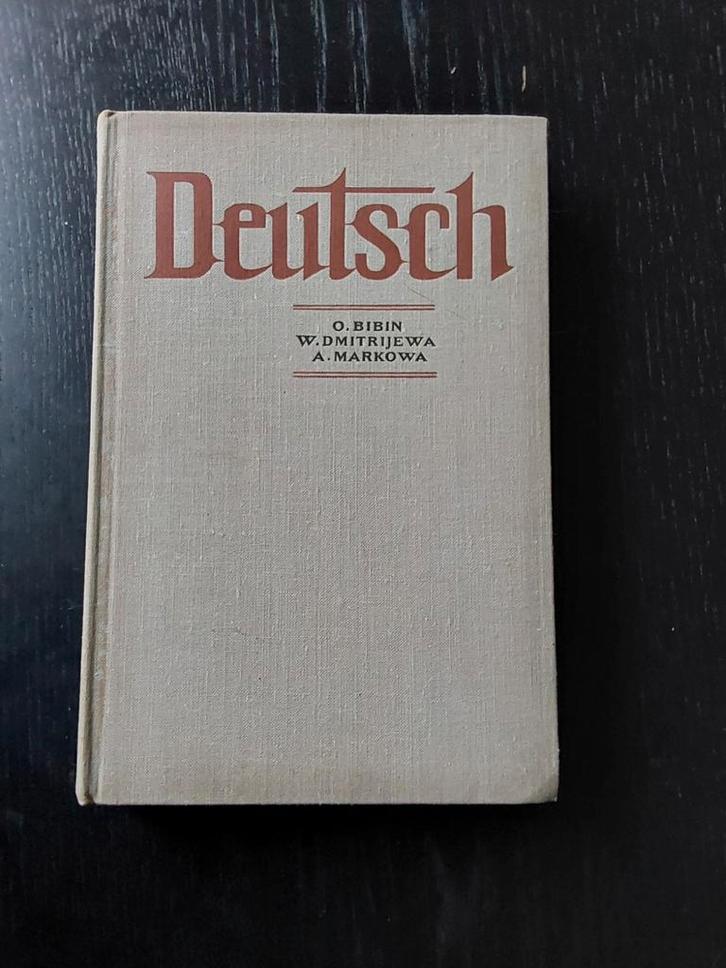 Deutsch
O. BIBIN
W. DMITRIJEWA
A. MARKOWA